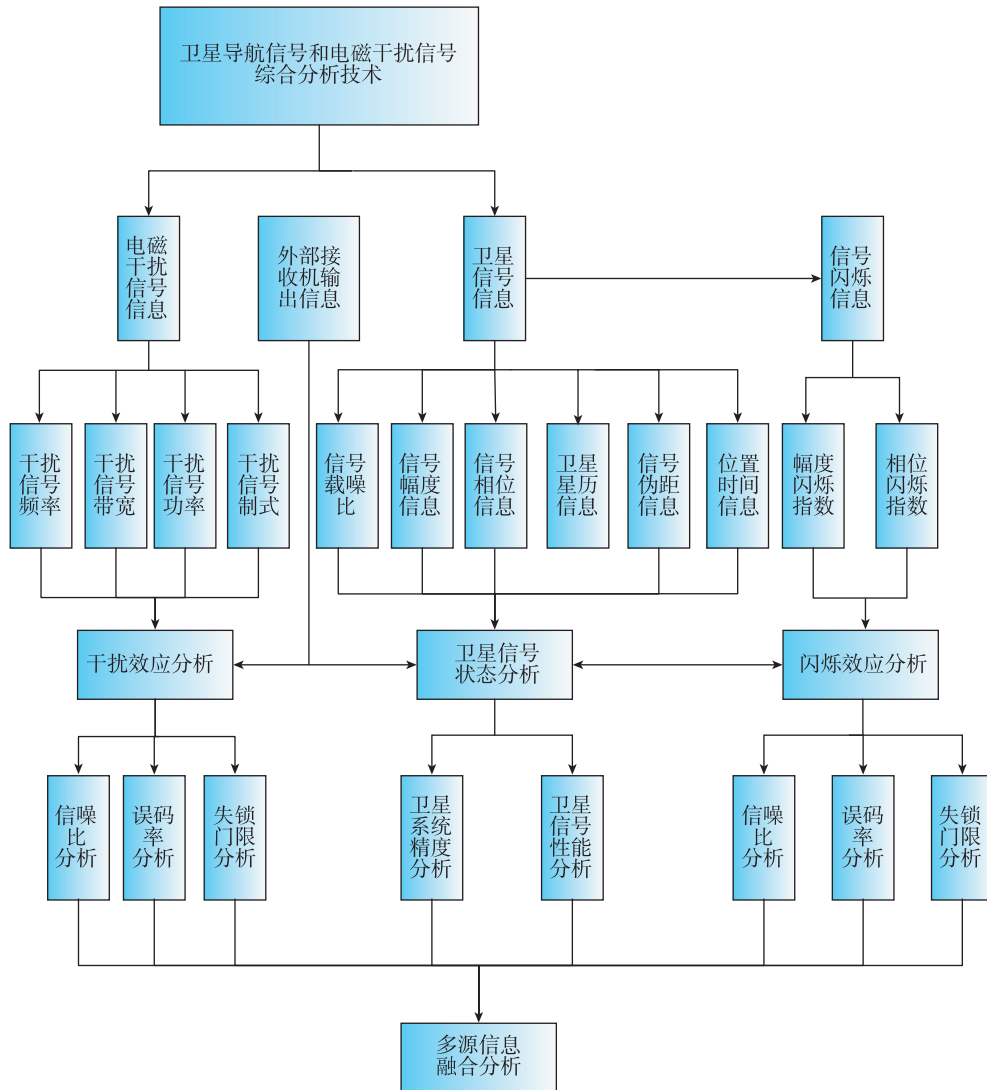 卫星导航信号和电磁干扰信号
综合分析技术
电磁
干扰
信号
信息
外部接
收机输
出信息
卫星
信号
信息
信号
闪烁
信息
干扰
信号
频率
干扰
信号
带宽
干扰
信号
功率
干扰
信号
制式
信号
载噪
比
信号
幅度
信息
信号
相位
信息
卫星
星历
信息
信号
伪距
信息
位置
时间
信息
幅度
闪烁
指数
相位
闪烁
指数
干扰效应分析
卫星信号
状态分析
闪烁效应分析
信噪
比
分析
误码
率
分析
失锁
门限
分析
卫星
系统
精度
分析
卫星
信号
性能
分析
信噪
比
分析
误码
率
分析
失锁
门限
分析
多源信息
融合分析